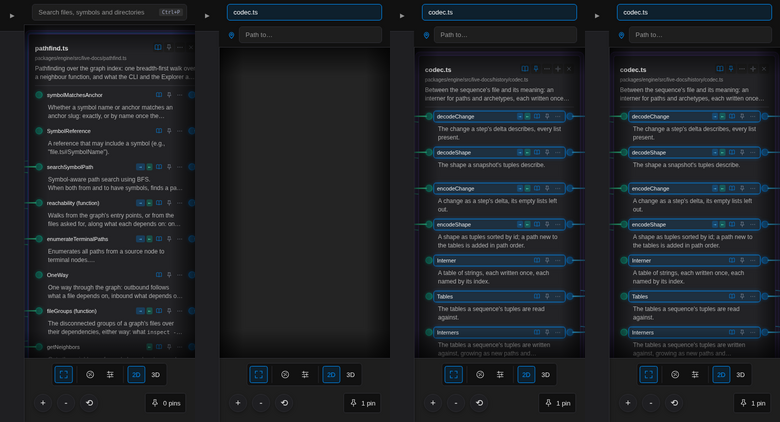 Search files, symbols and directories
Ctrl+P
pathfind.ts
packages/engine/src/live-docs/pathfind.ts
Pathfinding over the graph index: one breadth-first walk over
a neighbour function, and what the CLI and the Explorer a…
symbolMatchesAnchor
Whether a symbol name or anchor matches an
anchor slug: exactly, or by name once the…
SymbolReference
A reference that may include a symbol (e.g.,
"file.ts#SymbolName").
searchSymbolPath
Symbol-aware path search using BFS.
When both from and to have symbols, finds a pa…
reachability (function)
Walks from the graph's entry points, or from the
files asked for, along what each depends on: on…
enumerateTerminalPaths
Enumerates all paths from a source node to
terminal nodes.…
OneWay
One way through the graph: outbound follows
what a file depends on, inbound what depends o…
fileGroups (function)
The disconnected groups of a graph's files over
their dependencies, either way: what inspect -…
getNeighbors
2D
3D
0 pins
codec.ts
Path to…
2D
3D
1 pin
codec.ts
Path to…
codec.ts
packages/engine/src/live-docs/history/codec.ts
Between the sequence's file and its meaning: an
interner for paths and archetypes, each written once…
decodeChange
The change a step's delta describes, every list
present.
decodeShape
The shape a snapshot's tuples describe.
encodeChange
A change as a step's delta, its empty lists left
out.
encodeShape
A shape as tuples sorted by id; a path new to
the tables is added in path order.
Interner
A table of strings, each written once, each
named by its index.
Tables
The tables a sequence's tuples are read
against.
Interners
The tables a sequence's tuples is written
against, growing as new paths and…
2D
3D
1 pin
codec.ts
Path to…
codec.ts
packages/engine/src/live-docs/history/codec.ts
Between the sequence's file and its meaning: an
interner for paths and archetypes, each written once…
decodeChange
The change a step's delta describes, every list
present.
decodeShape
The shape a snapshot's tuples describe.
encodeChange
A change as a step's delta, its empty lists left
out.
encodeShape
A shape as tuples sorted by id; a path new to
the tables is added in path order.
Interner
A table of strings, each written once, each
named by its index.
Tables
The tables a sequence's tuples are read
against.
Interners
The tables a sequence's tuples is written
against, growing as new paths and…
2D
3D
1 pin